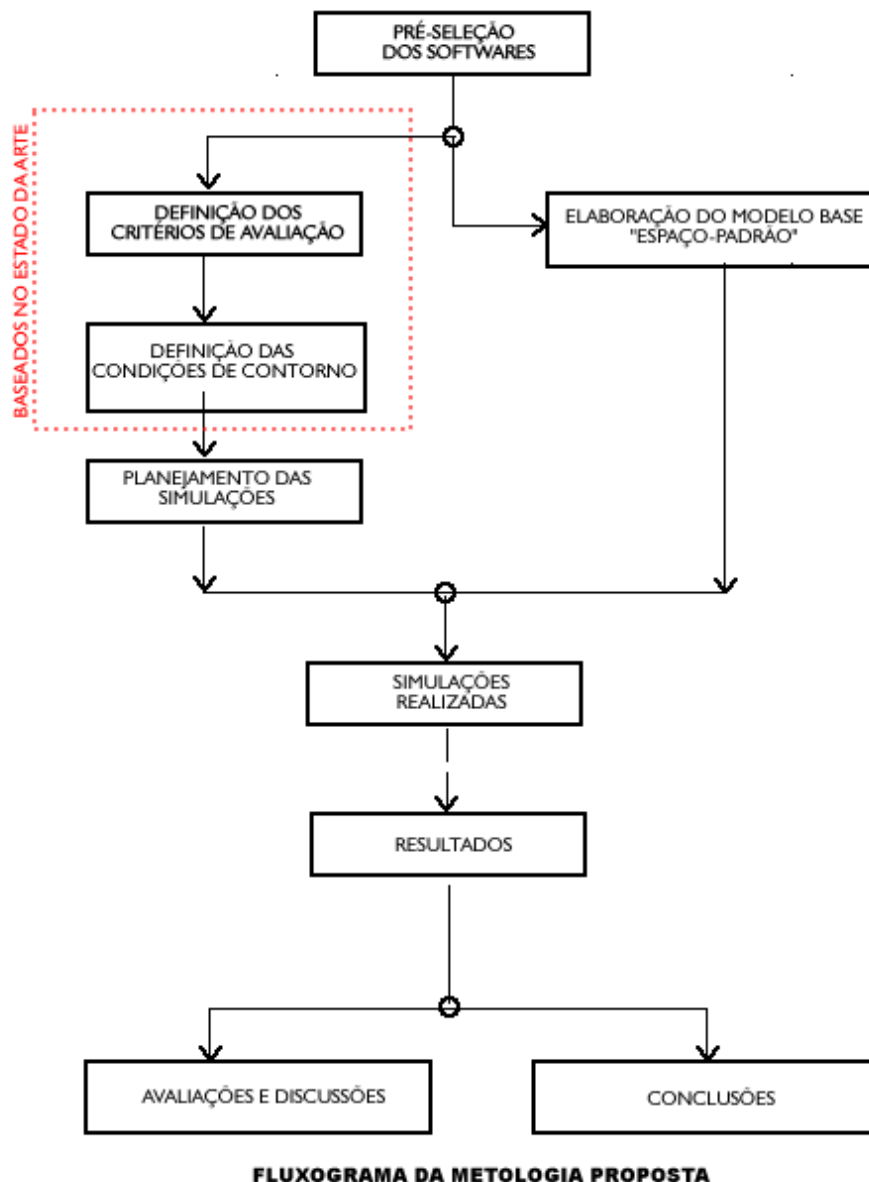 PRÉ-SELEÇÃO
DOS SOFTWARES
BASEADOS NO ESTADO DA ARTE
DEFINIÇÃO DOS
CRITÉRIOS DE AVALIAÇÃO
ELABORAÇÃO DO MODELO BASE
"ESPAÇO-PADRÃO"
DEFINIÇÃO DAS
CONDIÇÕES DE CONTORNO
PLANEJAMENTO DAS
SIMULAÇÕES
SIMULAÇÕES
REALIZADAS
RESULTADOS
AVALIAÇÕES E DISCUSSÕES
CONCLUSÕES
FLUXOGRAMA DA METOLOGIA PROPOSTA